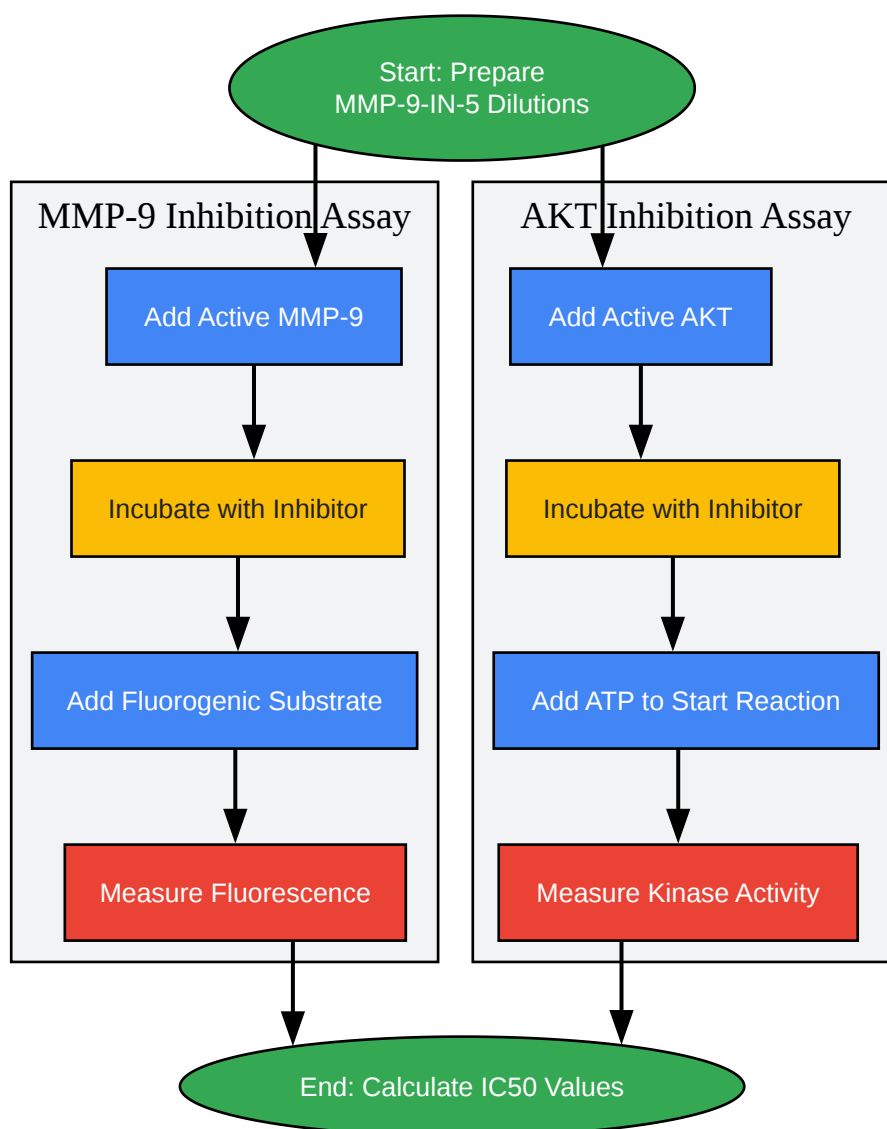 Start: Prepare
MMP-9-IN-5 Dilutions
MMP-9 Inhibition Assay
Add Active MMP-9
Incubate with Inhibitor
Add Fluorogenic Substrate
Measure Fluorescence
AKT Inhibition Assay
Add Active AKT
Incubate with Inhibitor
Add ATP to Start Reaction
Measure Kinase Activity
End: Calculate IC50 Values